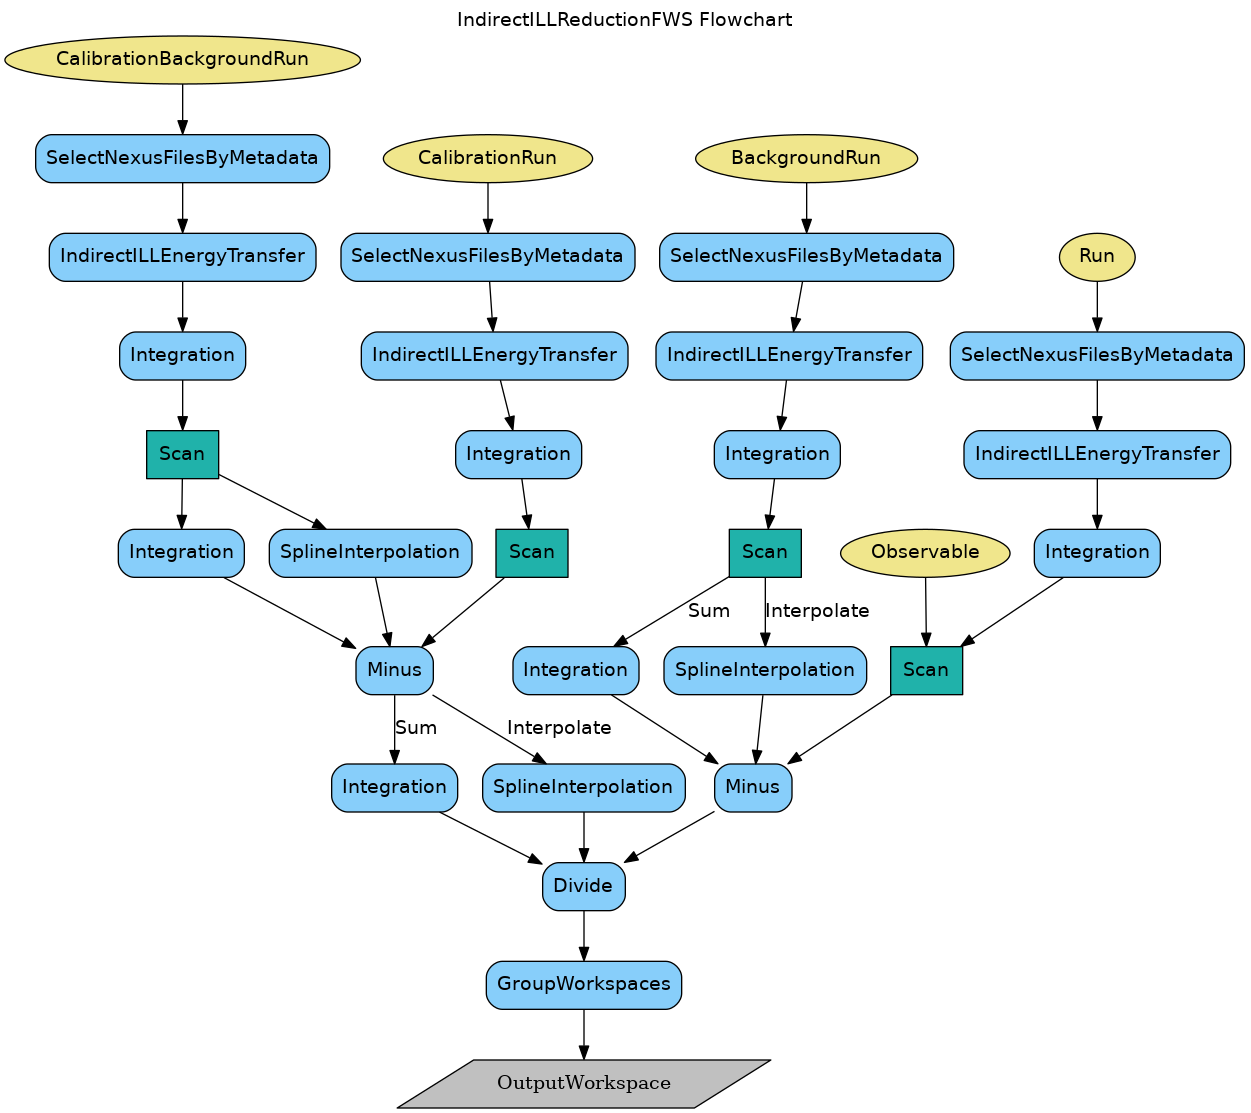 IndirectILLReductionFWS Flowchart
CalibrationBackgroundRun
SelectNexusFilesByMetadata
CalibrationRun
BackgroundRun
IndirectILLEnergyTransfer
SelectNexusFilesByMetadata
SelectNexusFilesByMetadata
Run
Integration
IndirectILLEnergyTransfer
IndirectILLEnergyTransfer
SelectNexusFilesByMetadata
Scan
Integration
Integration
IndirectILLEnergyTransfer
Integration
SplineInterpolation
Scan
Scan
Observable
Integration
Sum
Interpolate
Minus
Integration
SplineInterpolation
Scan
Sum
Interpolate
Integration
SplineInterpolation
Minus
Divide
GroupWorkspaces
OutputWorkspace